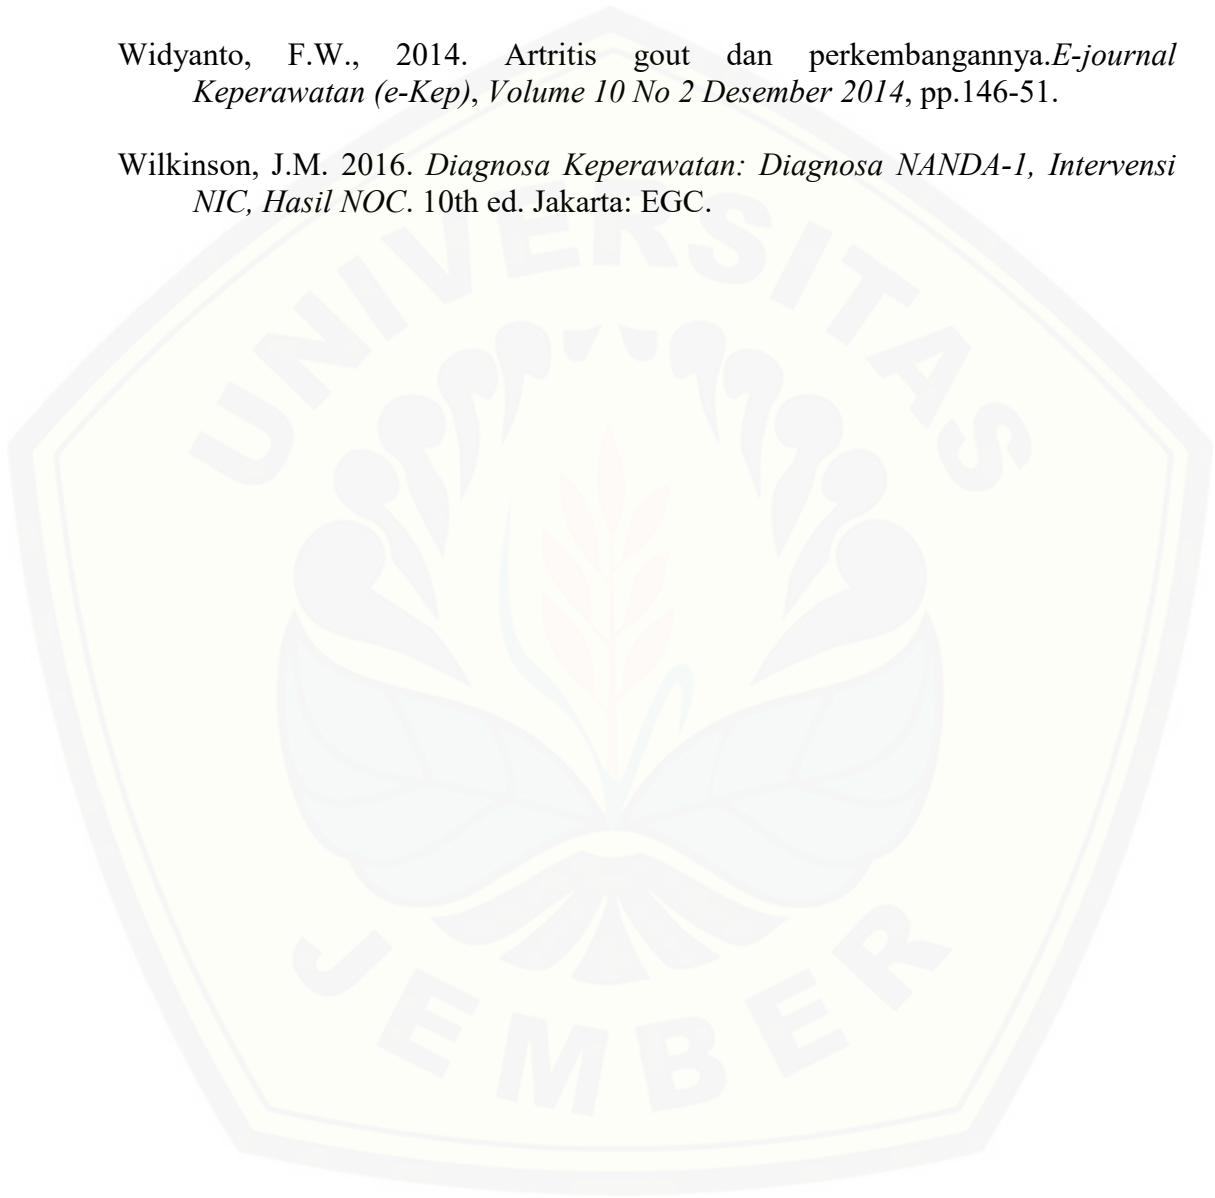 Widyanto, F.W., 2014. Artritis gout dan perkembangannya.E-journal
Keperawatan (e-Kep), Volume 10 No 2 Desember 2014, pp.146-51.
Wilkinson, J.M. 2016. Diagnosa Keperawatan: Diagnosa NANDA-1, Intervensi
NIC, Hasil NOC. 10th ed. Jakarta: EGC.
UNIVERSITAS
JEMBER